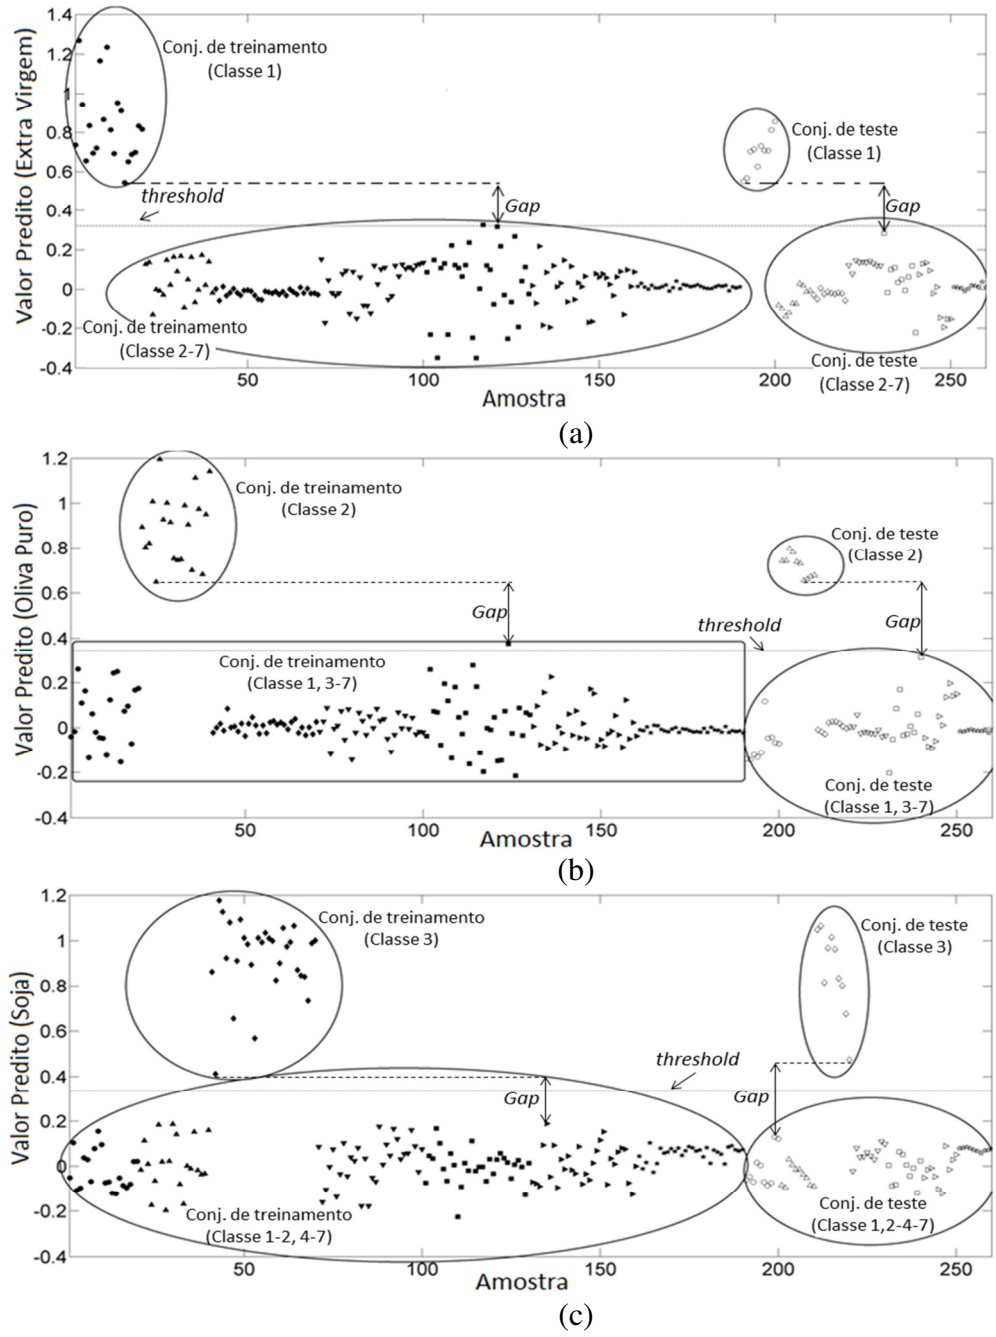 1.4
1.2
1
0.8
0.6
0.4
0.2
0
-0.2
-0.4
Valor Predito (Extra Virgem)
Conj. de treinamento
(Classe 1)
Conj. de teste
(Classe 1)
threshold
Gap
Gap
Conj. de treinamento
(Classe 2-7)
Conj. de teste
(Classe 2-7)
50
100
150
200
250
Amostra
(a)
1.2
1
0.8
0.6
0.4
0.2
0
-0.2
-0.4
Valor Predito (Oliva Puro)
Conj. de treinamento
(Classe 2)
Conj. de teste
(Classe 2)
Gap
Gap
threshold
Conj. de treinamento
(Classe 1, 3-7)
Conj. de teste
(Classe 1, 3-7)
50
100
150
200
250
Amostra
(b)
1.2
1
0.8
0.6
0.4
0.2
0
-0.2
-0.4
Valor Predito (Soja)
Conj. de treinamento
(Classe 3)
Conj. de teste
(Classe 3)
threshold
Gap
Gap
Conj. de treinamento
(Classe 1-2, 4-7)
Conj. de teste
(Classe 1,2-4-7)
50
100
150
200
250
Amostra
(c)